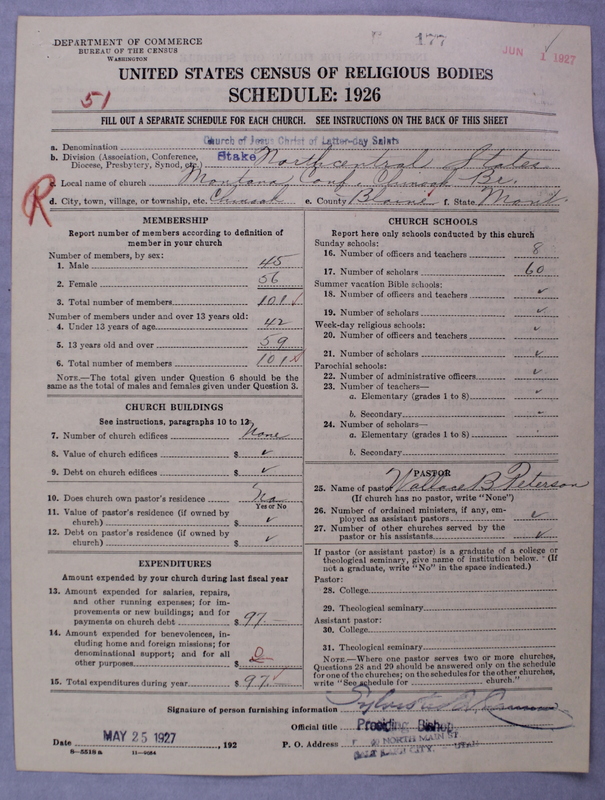 177
JUN 1 1927
DEPARTMENT OF COMMERCE
BUREAU OF THE CENSUS
WASHINGTON
UNITED STATES CENSUS OF RELIGIOUS BODIES
SCHEDULE: 1926
51
FILL OUT A SEPARATE SCHEDULE FOR EACH CHURCH. SEE INSTRUCTIONS ON THE BACK OF THIS SHEET
a. Denomination Church of Jesus Christ of Latter-day Saints
b. Division (Association, Conference, Diocese, Presbytery, Synod, etc.) Stake Northcentral States
c. Local name of church Montana Conf. Chinook Br.
R
d. City, town, village, or township, etc. Chinook e. County Blaine f. State Mont.
MEMBERSHIP
Report number of members according to definition of
member in your church
Number of members, by sex:
1. Male 45
2. Female 56
3. Total number of members 101
Number of members under and over 13 years old:
4. Under 13 years of age 42
5. 13 years old and over 59
6. Total number of members 101
NOTE.—The total given under Question 6 should be the
same as the total of males and females given under Question 3.
CHURCH BUILDINGS
See instructions, paragraphs 10 to 12
7. Number of church edifices None
8. Value of church edifices $ ✓
9. Debt on church edifices $ ✓
10. Does church own pastor's residence No
Yes or No
11. Value of pastor's residence (if owned by
church) $ ✓
12. Debt on pastor's residence (if owned by
church) $ ✓
EXPENDITURES
Amount expended by your church during last fiscal year
13. Amount expended for salaries, repairs,
and other running expenses; for im-
provements or new buildings; and for
payments on church debt $ 97.—
14. Amount expended for benevolences, in-
cluding home and foreign missions; for
denominational support; and for all
other purposes
15. Total expenditures during year $ 97.—
CHURCH SCHOOLS
Report here only schools conducted by this church
Sunday schools:
16. Number of officers and teachers 8
17. Number of scholars 60
Summer vacation Bible schools:
18. Number of officers and teachers ✓
19. Number of scholars ✓
Week-day religious schools:
20. Number of officers and teachers ✓
21. Number of scholars ✓
Parochial schools:
22. Number of administrative officers ✓
23. Number of teachers—
a. Elementary (grades 1 to 8) ✓
b. Secondary
24. Number of scholars—
a. Elementary (grades 1 to 8)
b. Secondary
PASTOR
25. Name of pastor Wallace B. Peterson
(If church has no pastor, write "None")
26. Number of ordained ministers, if any, em-
ployed as assistant pastors ✓
27. Number of other churches served by the
pastor or his assistants ✓
If pastor (or assistant pastor) is a graduate of a college or
theological seminary, give name of institution below. (If
not a graduate, write "No" in the space indicated.)
Pastor:
28. College
29. Theological seminary
Assistant pastor:
30. College
31. Theological seminary
NOTE.—Where one pastor serves two or more churches,
Questions 28 and 29 should be answered only on the schedule
for one of the churches; on the schedules for the other churches,
write "See schedule for church."
Signature of person furnishing information Sylvester Q. Cannon
Official title Presiding Bishop
Date MAY 25 1927, 192 P. O. Address 40 NORTH MAIN ST
SALT LAKE CITY, UTAH
8—5518 a 11—9084